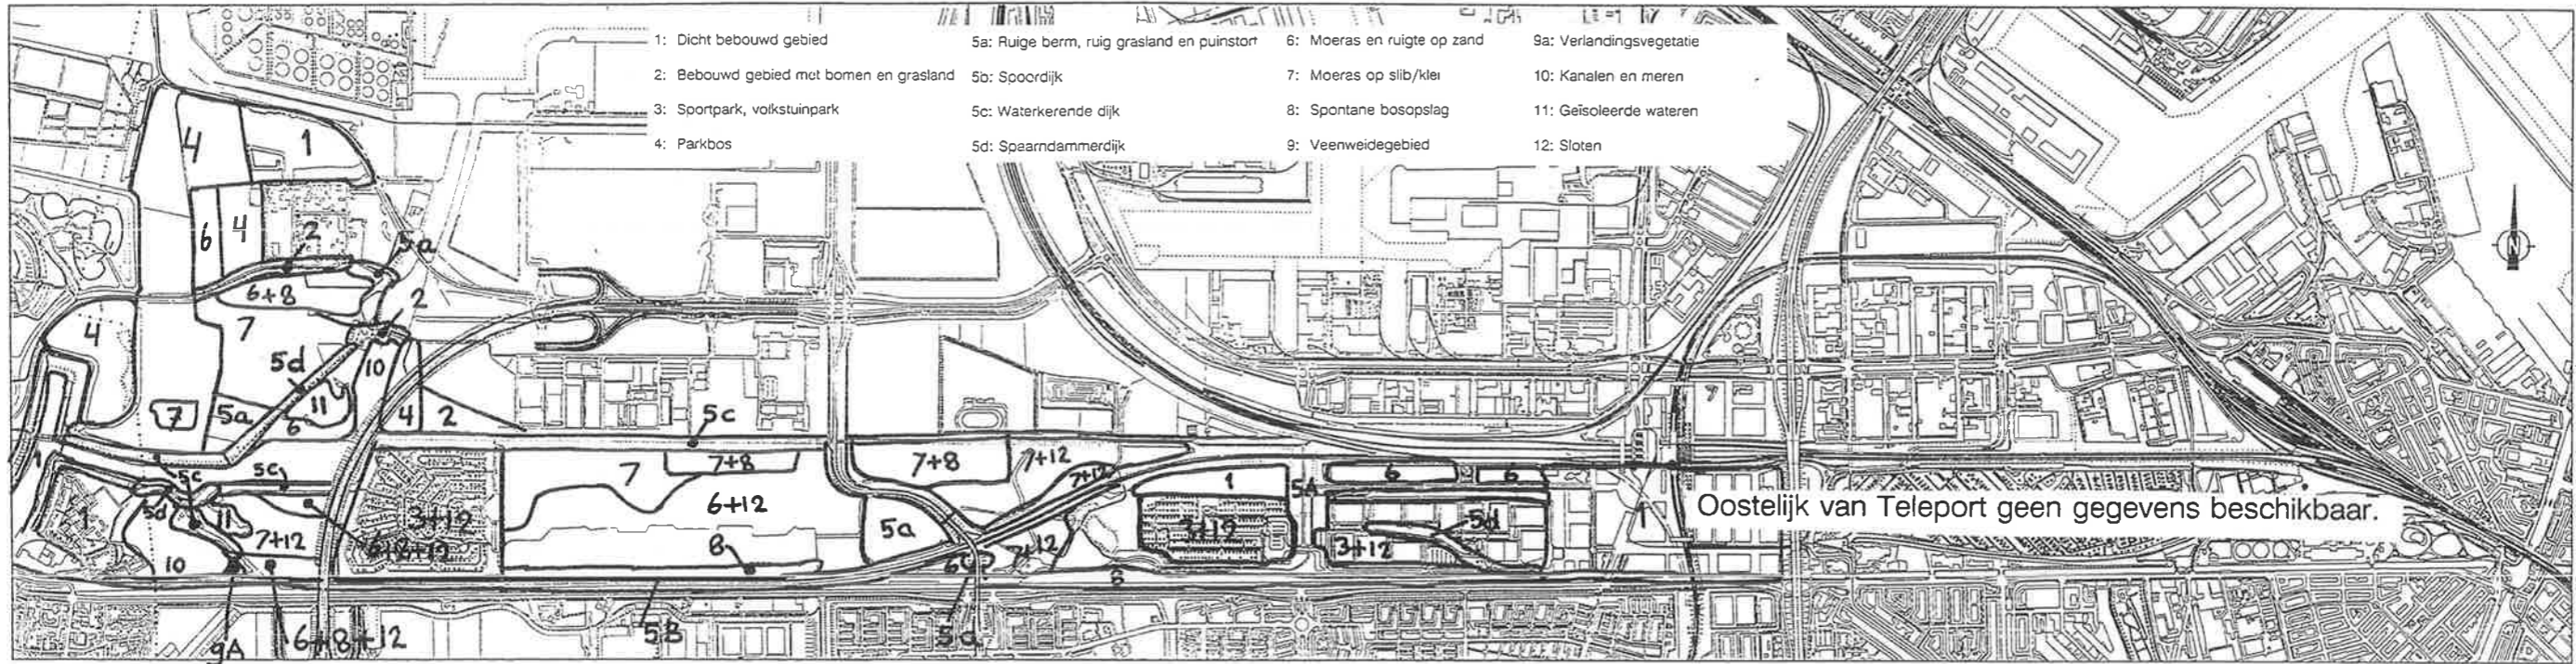 1: Dicht bebouwd gebied
2: Bebouwd gebied met bomen en grasland
3: Sportpark, volkstuinpark
4: Parkbos
5a: Ruige berm, ruig grasland en puinstort
5b: Spoordijk
5c: Waterkerende dijk
5d: Spaarndammerdijk
6: Moeras en ruigte op zand
7: Moeras op slib/klei
8: Spontane bosopslag
9: Veenweidegebied
9a: Verlandingsvegetatie
10: Kanalen en meren
11: Geïsoleerde wateren
12: Sloten
4
1
6
4
2
5a
6+8
2
4
7
5d
10
11
7
5a
6
4
2
5c
N
1
5c
5c
7
7+8
7+8
7+12
7+12
1
6
6
5d
11
1
3+12
6+12
5A
3+12
5d
1
Oostelijk van Teleport geen gegevens beschikbaar.
7+12
6+8+12
5a
3+12
10
8
6
7+12
8
9A
6+8+12
5B
5a